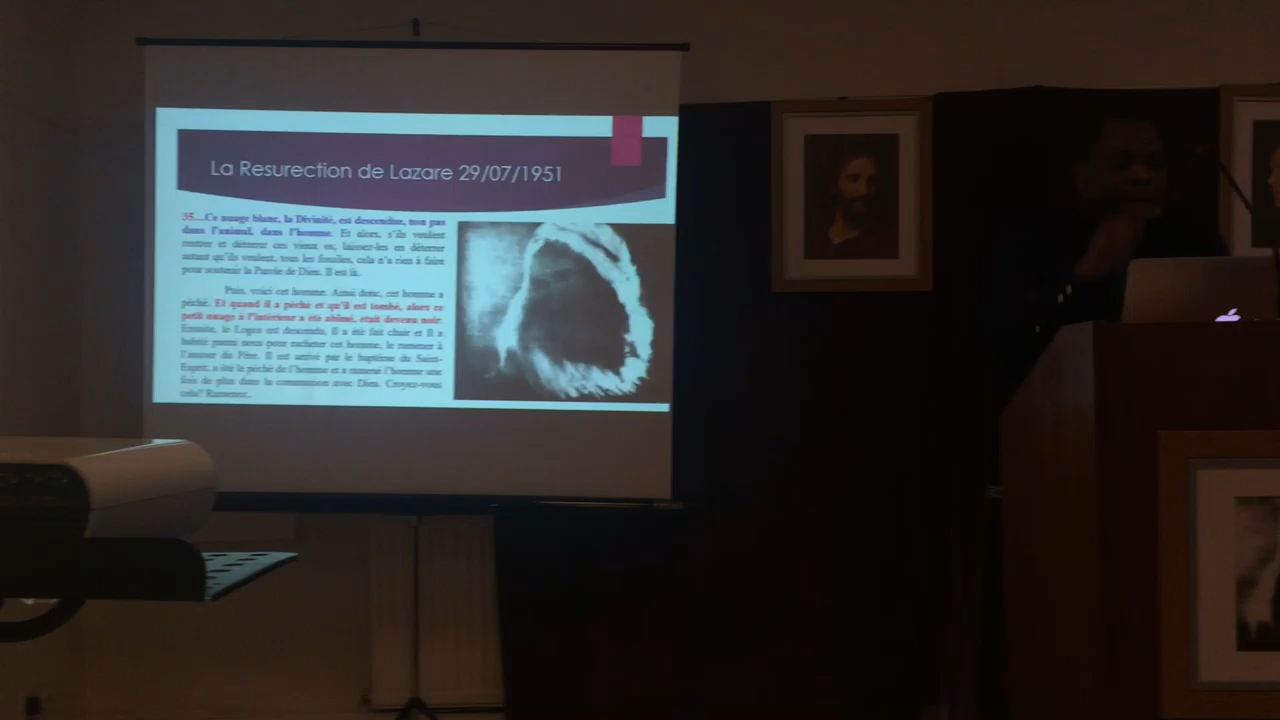 La Resurection de Lazare 29/07/1951
35....Ce nuage blanc, la Divinité, est descendue, non pas
dans l'animal, dans l'homme. Et alors, s'ils veulent
rentrer et déterrer ces vieux os, laissez-les en déterrer
autant qu'ils veulent, tous les fossiles, cela n'a rien à faire
pour soutenir la Parole de Dieu. Il est là.
Puis, voici cet homme. Ainsi donc, cet homme a
péché. Et quand il a péché et qu'il est tombé, alors ce
petit nuage à l'intérieur a été abîmé, était devenu noir.
Ensuite, le Logos est descendu, Il a été fait chair et Il a
habité parmi nous pour racheter cet homme, le ramener à
l'amour du Père. Il est arrivé par le baptême du Saint-
Esprit, a ôté le péché de l'homme et a ramené l'homme une
fois de plus dans la communion avec Dieu. Croyez-vous
cela? Ramenez..